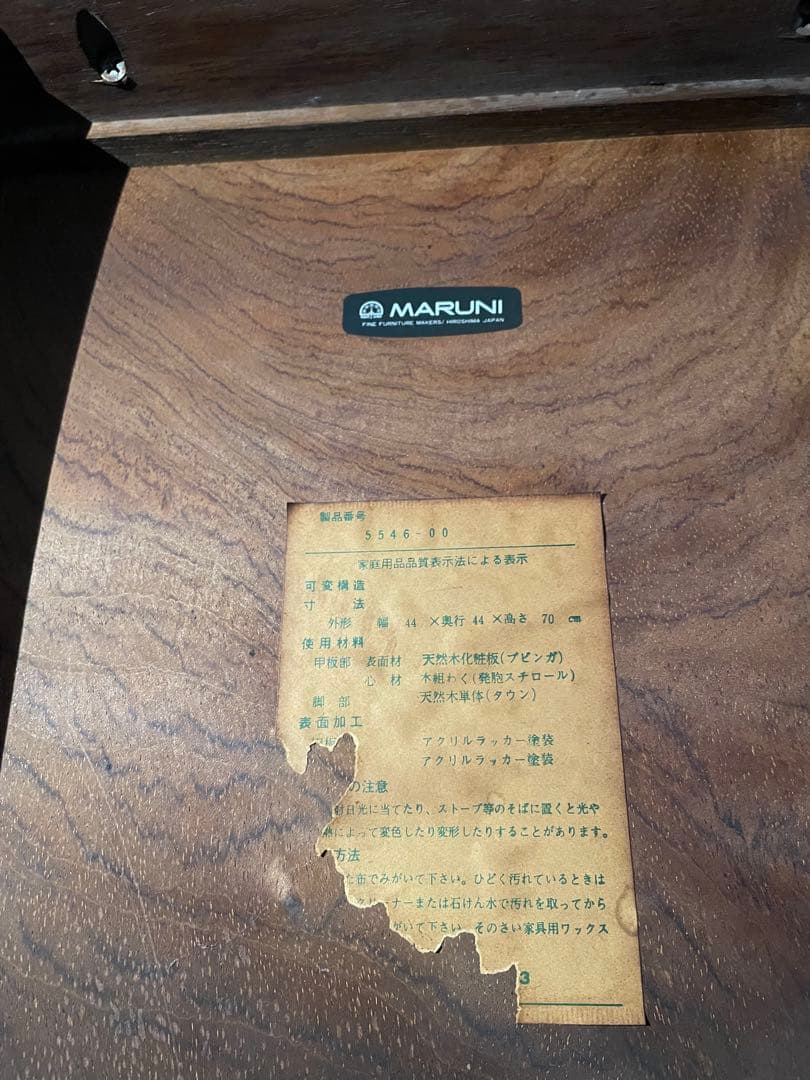 MARUNI
FINE FURNITURE MAKERS/ HIROSHIMA JAPAN
製品番号
5546-00
家庭用品品質表示法による表示
可変構造
寸法
外形 幅 44 ×奥行 44 ×高さ 70 cm
使用材料
甲板部 表面材 天然木化粧板(ブビンガ)
心材 木組わく(発胞スチロール)
脚部 天然木単体(タウン)
表面加工
アクリルラッカー塗装
アクリルラッカー塗装
の注意
射日光に当てたり、ストーブ等のそばに置くと光や
熱によって変色したり変形したりすることがあります。
方法
た布でみがいて下さい。ひどく汚れているときは
クリーナーまたは石けん水で汚れを取ってから
がいて下さい。そのさい家具用ワックス
3